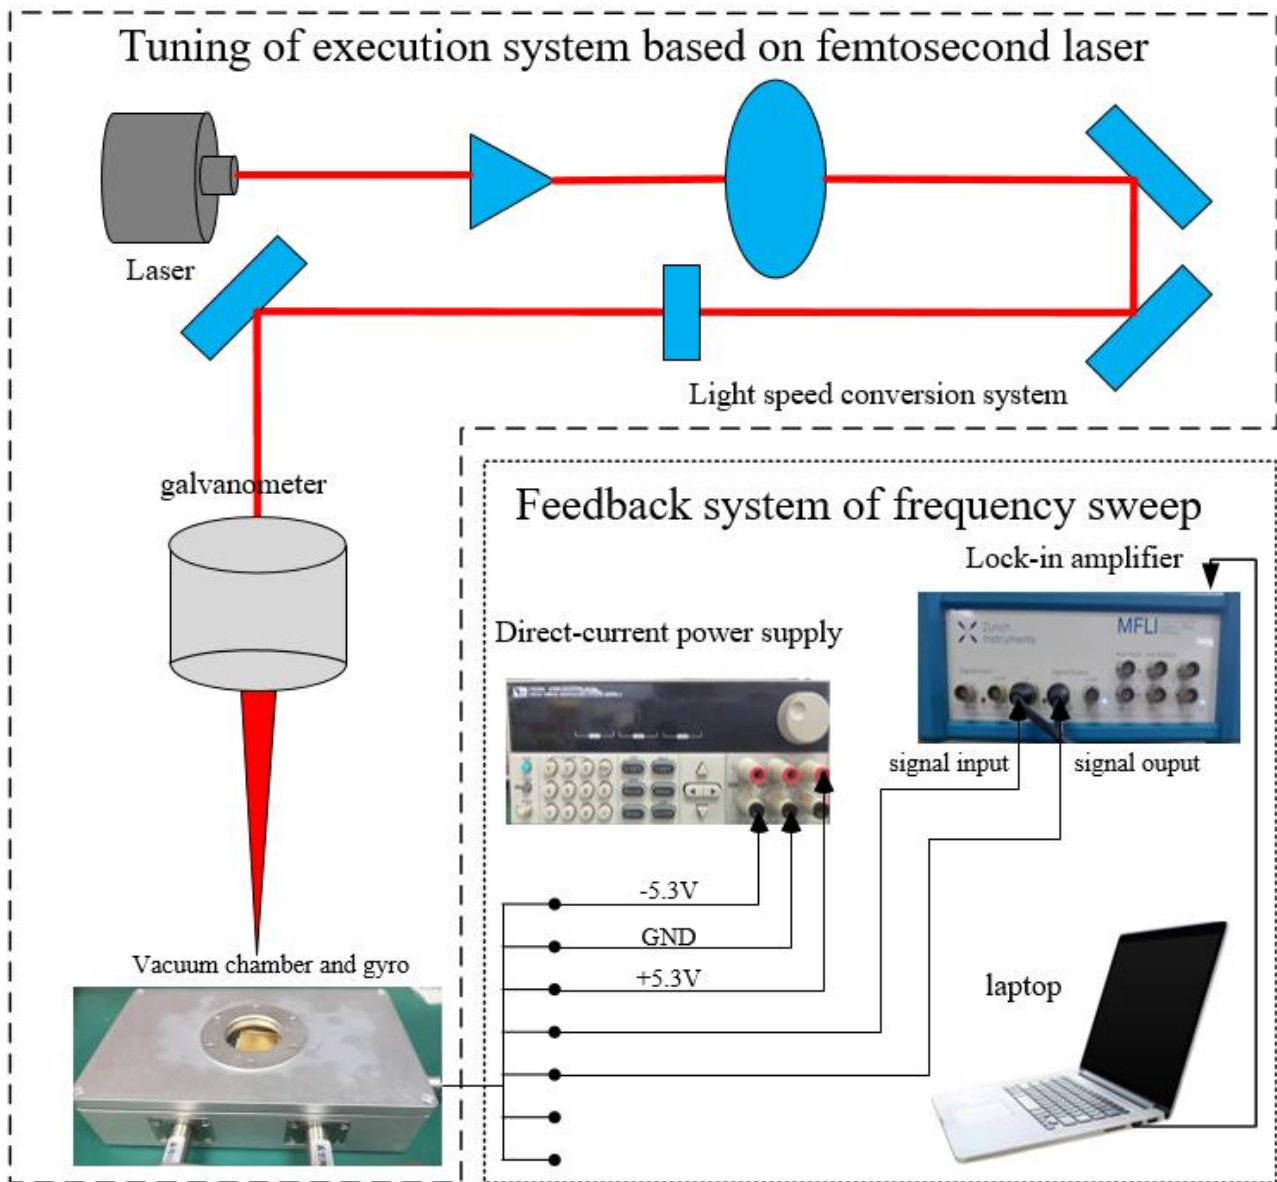 Tuning of execution system based on femtosecond laser
Laser
Light speed conversion system
galvanometer
Feedback system of frequency sweep
Lock-in amplifier
Zurich
Instruments
MFLI
Direct-current power supply
signal input
signal ouput
-5.3V
GND
+5.3V
Vacuum chamber and gyro
laptop